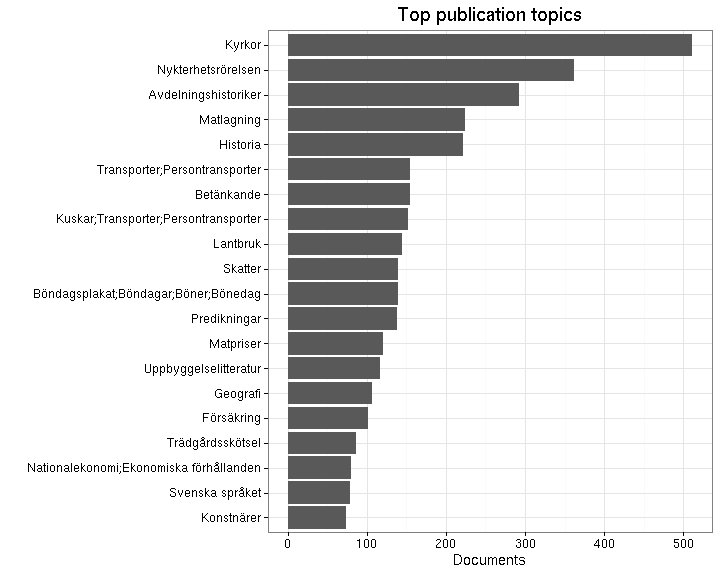 Top publication topics
Kyrkor
Nykterhetsrörelsen
Avdelningshistoriker
Matlagning
Historia
Transporter;Persontransporter
Betänkande
Kuskar;Transporter;Persontransporter
Lantbruk
Skatter
Böndagsplakat;Böndagar;Böner;Bönedag
Predikningar
Matpriser
Uppbyggelselitteratur
Geografi
Försäkring
Trädgårdsskötsel
Nationalekonomi;Ekonomiska förhållanden
Svenska språket
Konstnärer
0 100 200 300 400 500
Documents